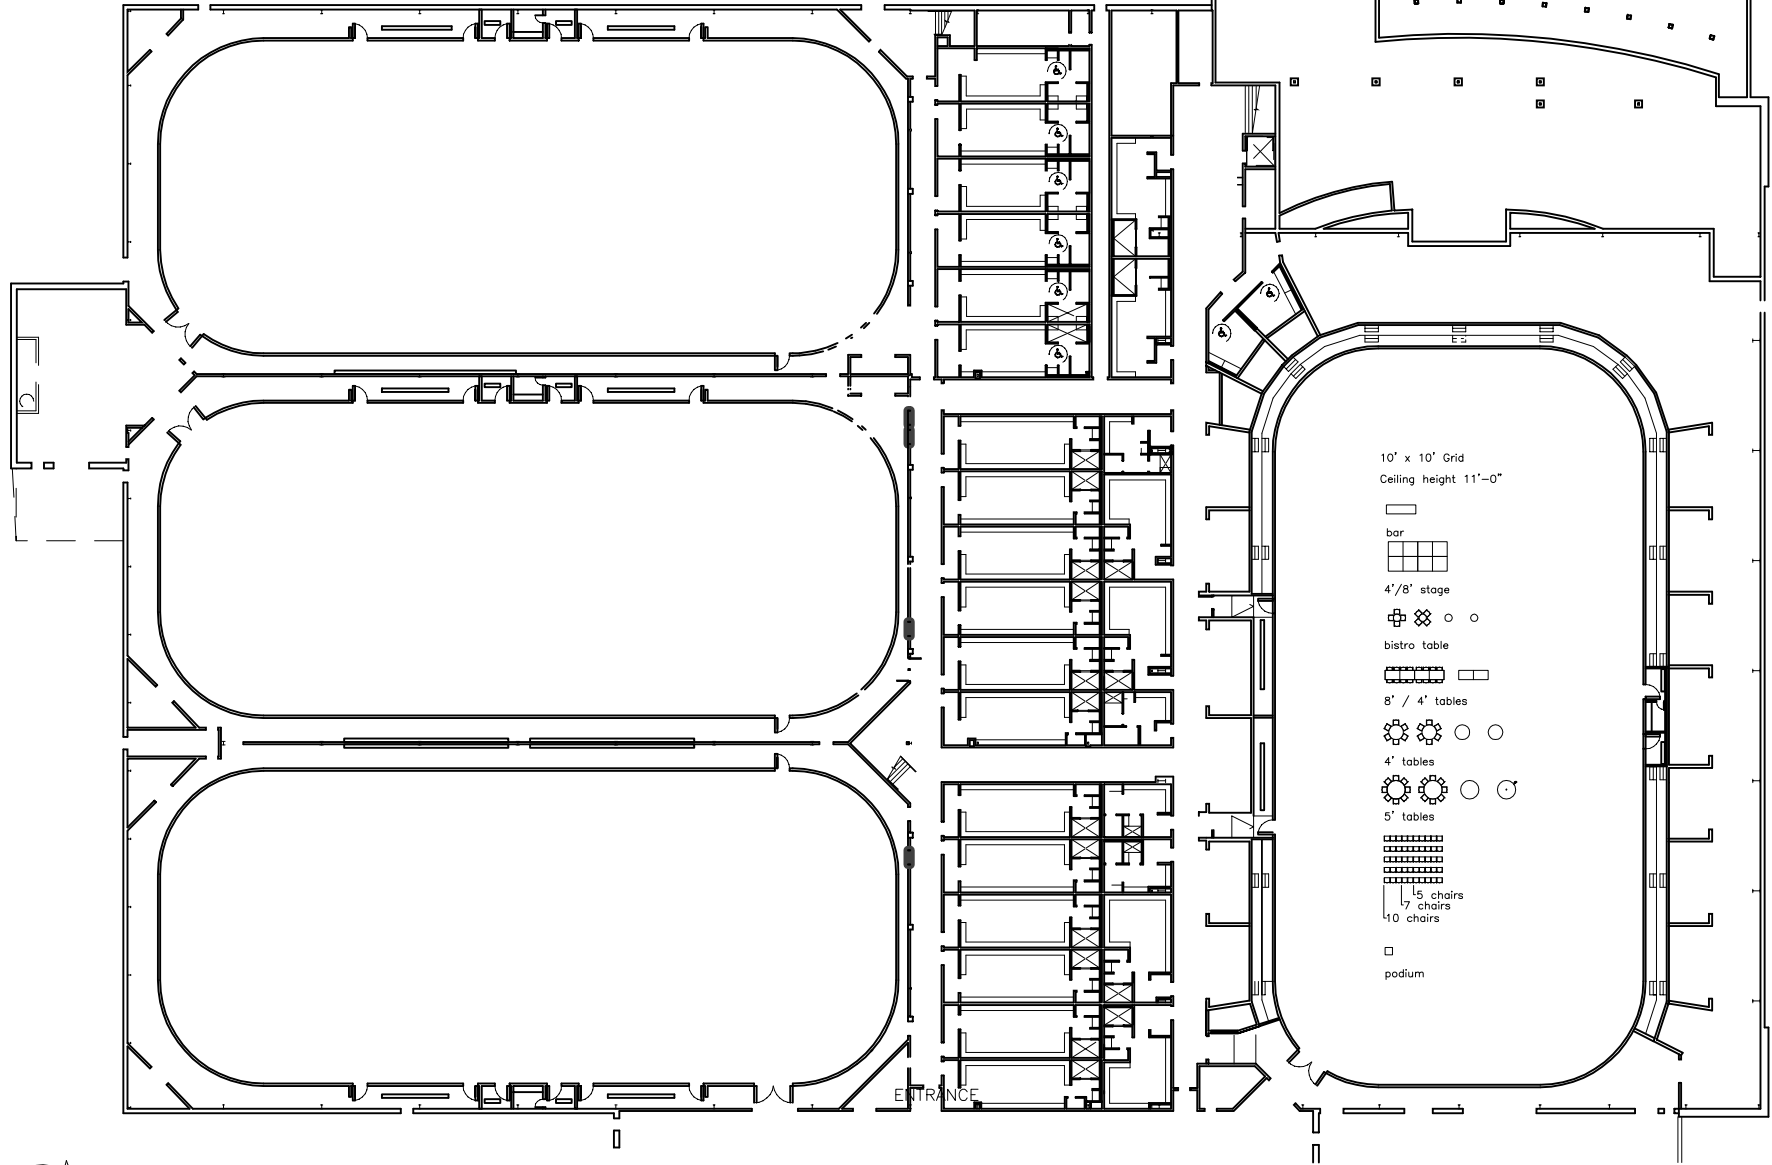 10' x 10' Grid
Ceiling height 11'-0"
bar
4'/8' stage
bistro table
8' / 4' tables
4' tables
5' tables
5 chairs
7 chairs
10 chairs
podium
ENTRANCE